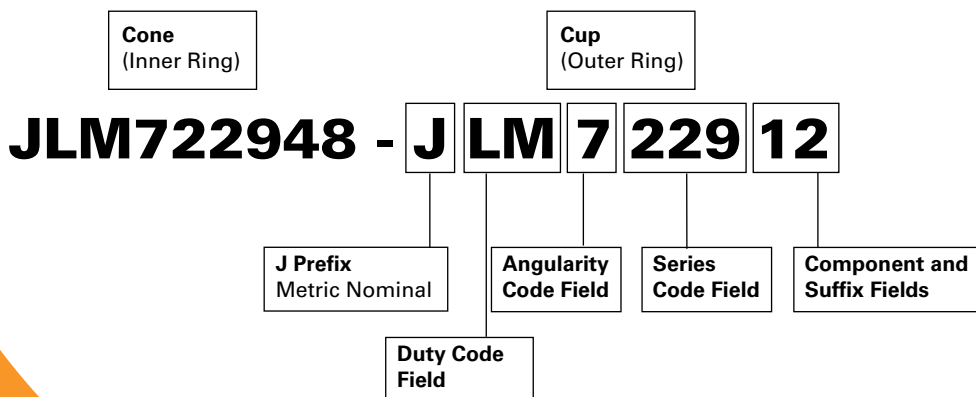 Cone
(Inner Ring)
Cup
(Outer Ring)
JLM722948 - J LM 7 229 12
J Prefix
Metric Nominal
Angularity
Code Field
Series
Code Field
Component and
Suffix Fields
Duty Code
Field